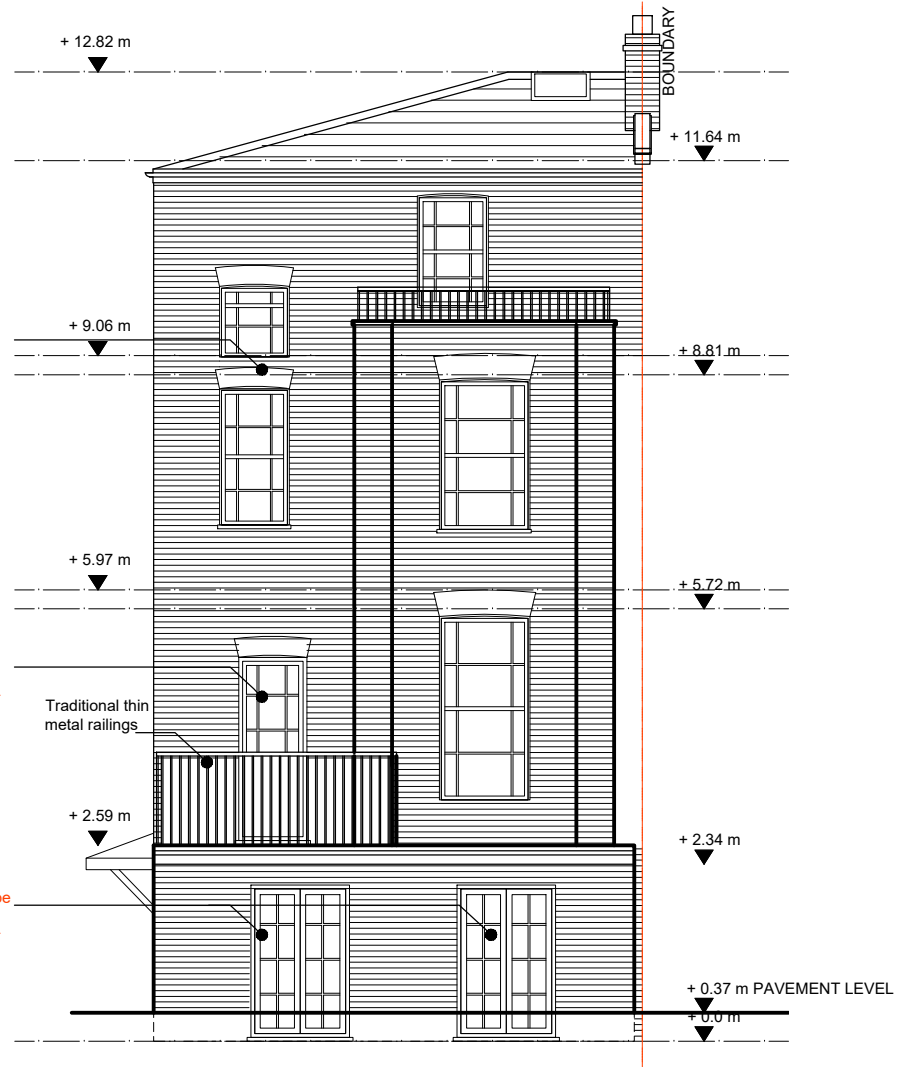 BOUNDARY
+ 12.82 m
+ 11.64 m
+ 9.06 m
+ 8.81 m
+ 5.97 m
+ 5.72 m
Traditional thin
metal railings
+ 2.59 m
+ 2.34 m
+ 0.37 m PAVEMENT LEVEL
+ 0.0 m